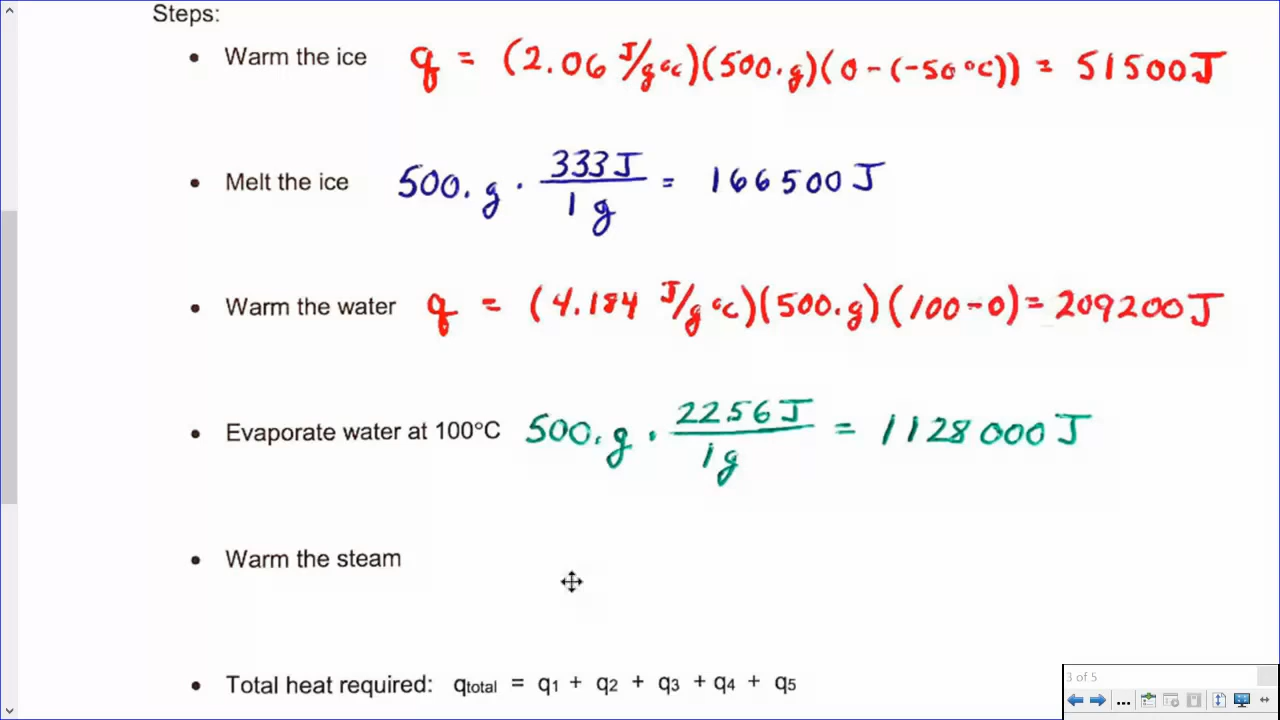 Steps:
• Warm the ice q = (2.06 J/g°C)(500.g)(0-(-50°C)) = 51500J
• Melt the ice 500.g · 333J/1g = 166500J
• Warm the water q = (4.184 J/g°C)(500.g)(100-0)=209200J
• Evaporate water at 100°C 500.g · 2256J/1g = 1128000J
• Warm the steam
• Total heat required: qtotal = q1 + q2 + q3 + q4 + q5
3 of 5